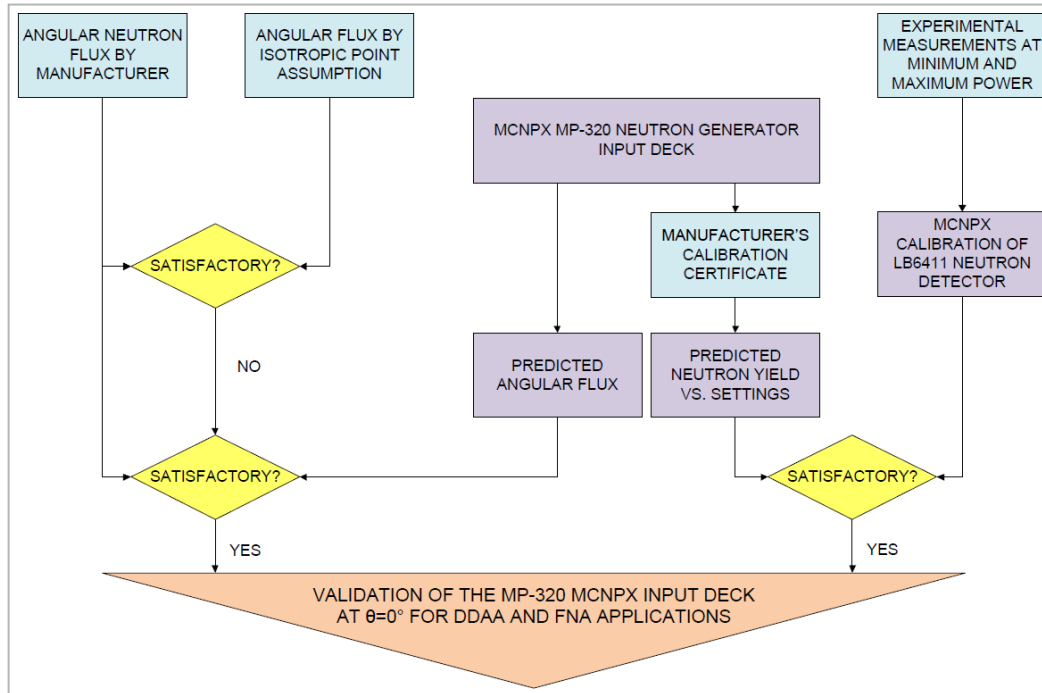 ANGULAR NEUTRON
FLUX BY
MANUFACTURER
ANGULAR FLUX BY
ISOTROPIC POINT
ASSUMPTION
EXPERIMENTAL
MEASUREMENTS AT
MINIMUM AND
MAXIMUM POWER
MCNPX MP-320 NEUTRON GENERATOR
INPUT DECK
SATISFACTORY?
MANUFACTURER'S
CALIBRATION
CERTIFICATE
MCNPX
CALIBRATION OF
LB6411 NEUTRON
DETECTOR
NO
PREDICTED
ANGULAR FLUX
PREDICTED
NEUTRON YIELD
VS. SETTINGS
SATISFACTORY?
SATISFACTORY?
YES
YES
VALIDATION OF THE MP-320 MCNPX INPUT DECK
AT θ=0° FOR DDAA AND FNA APPLICATIONS